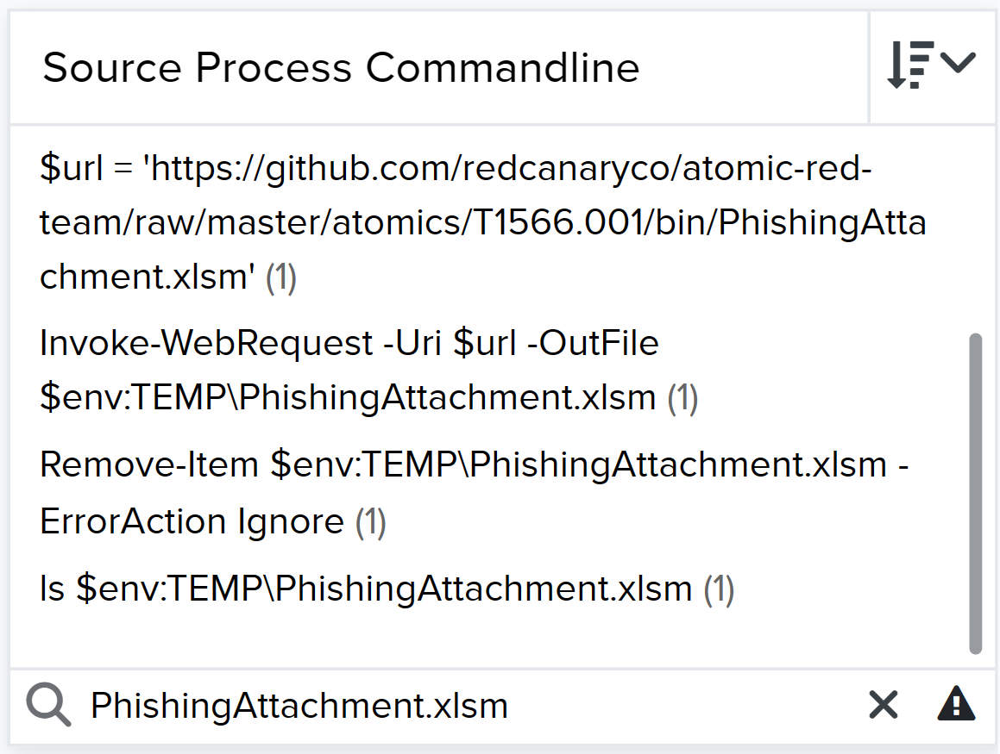 Source Process Commandline
$url = 'https://github.com/redcanaryco/atomic-red-
team/raw/master/atomics/T1566.001/bin/PhishingAtta
chment.xlsm' (1)
Invoke-WebRequest -Uri $url -OutFile
$env:TEMP\PhishingAttachment.xlsm (1)
Remove-Item $env:TEMP\PhishingAttachment.xlsm -
ErrorAction Ignore (1)
ls $env:TEMP\PhishingAttachment.xlsm (1)
PhishingAttachment.xlsm